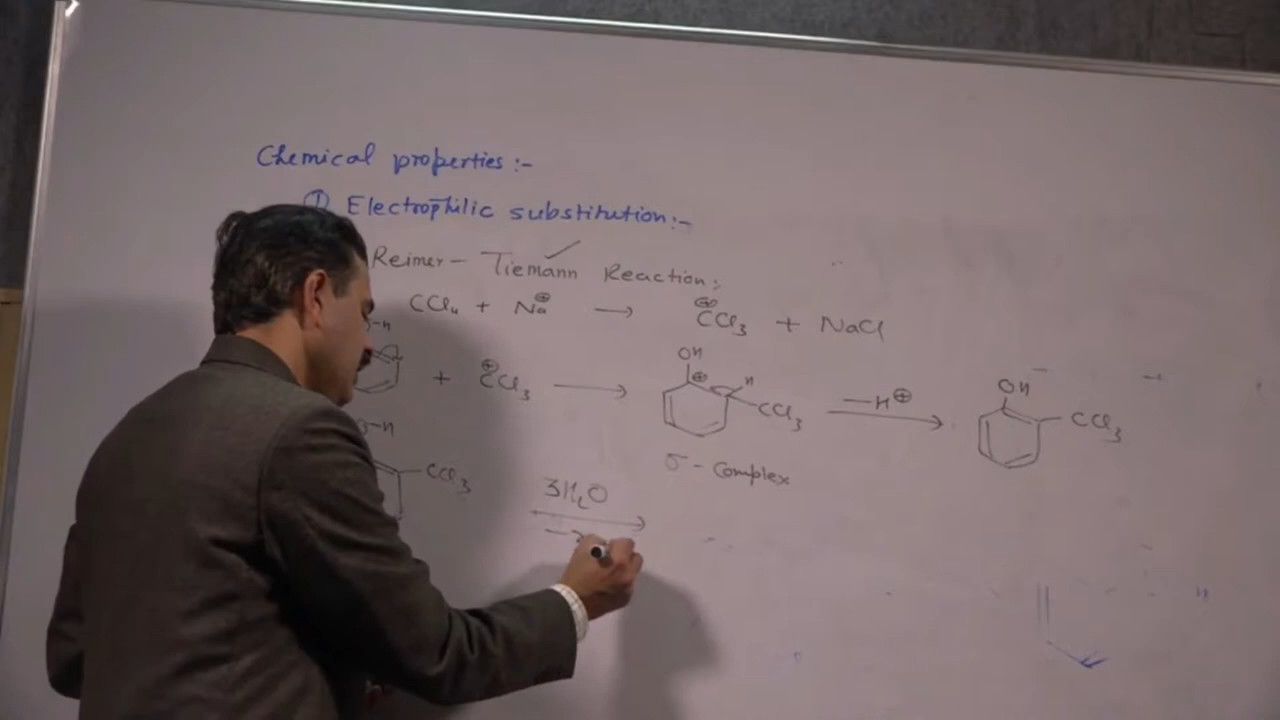 Chemical properties :-
① Electrophilic substitution :-
Reimer - Tiemann Reaction :
CCl₄ + Na⊕ → ⊕CCl₃ + NaCl
O-H + ⊕CCl₃ → OH ⊕ H CCl₃ —H⊕ → OH CCl₃
σ - Complex
O-H CCl₃ 3H₂O →